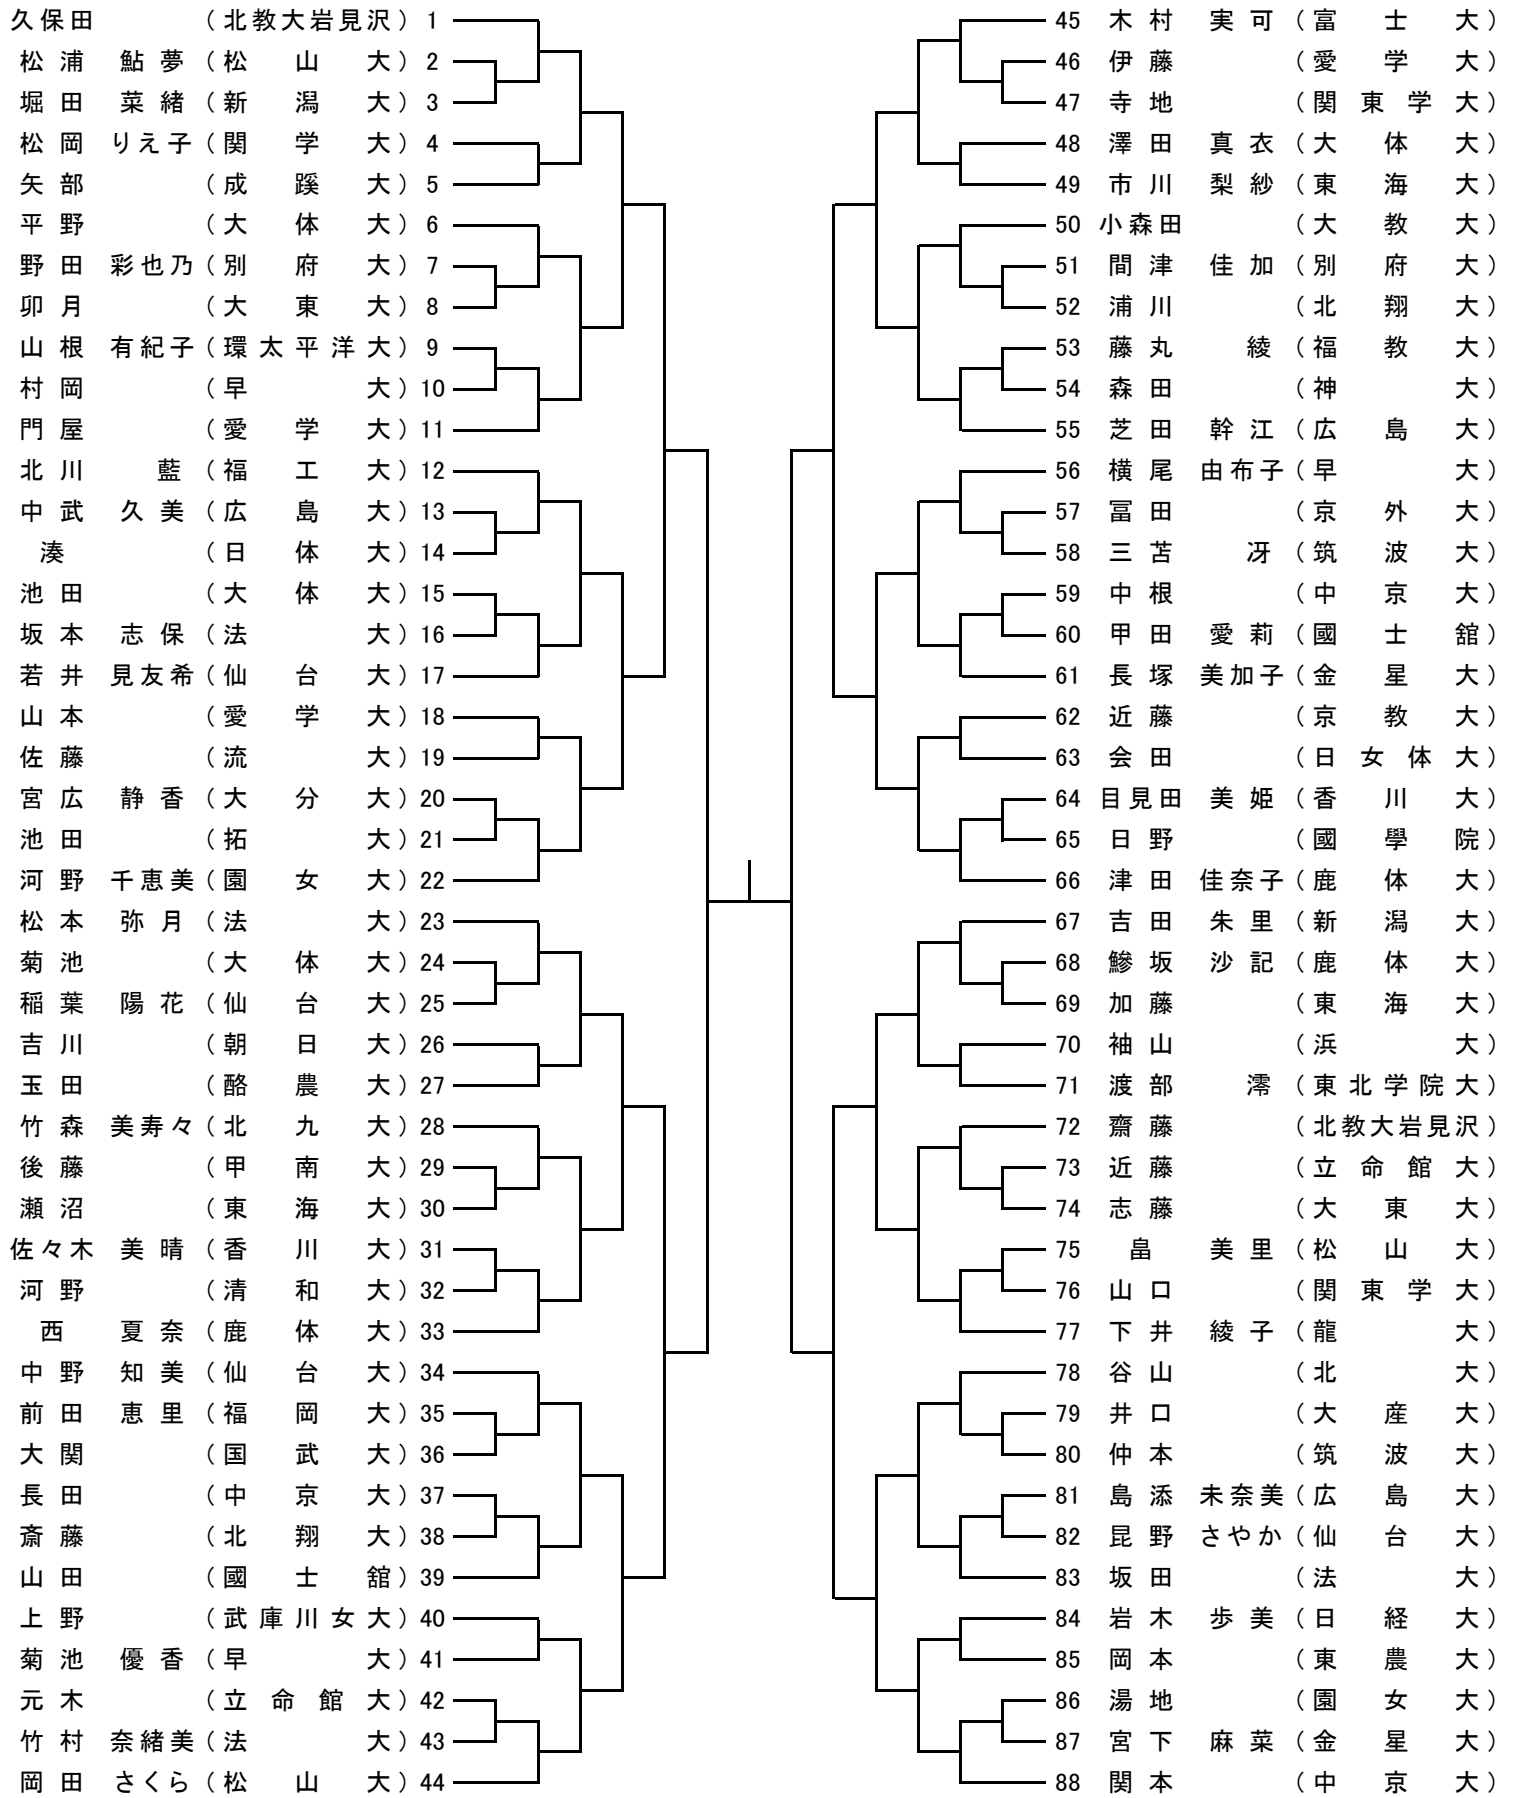 久保田 (北教大岩見沢) 1
松浦 鮎夢 (松山大) 2
堀田 菜緒 (新潟大) 3
松岡 りえ子 (関学大) 4
矢部 (成蹊大) 5
平野 (大体大) 6
野田 彩也乃 (別府大) 7
卯月 (大東大) 8
山根 有紀子 (環太平洋大) 9
村岡 (早大) 10
門屋 (愛学大) 11
北川 藍 (福工大) 12
中武 久美 (広島大) 13
湊 (日体大) 14
池田 (大体大) 15
坂本 志保 (法大) 16
若井 見友希 (仙台大) 17
山本 (愛学大) 18
佐藤 (流大) 19
宮広 静香 (大分大) 20
池田 (拓大) 21
河野 千恵美 (園女大) 22
松本 弥月 (法大) 23
菊池 (大体大) 24
稲葉 陽花 (仙台大) 25
吉川 (朝日大) 26
玉田 (酪農大) 27
竹森 美寿々 (北九大) 28
後藤 (甲南大) 29
瀬沼 (東海大) 30
佐々木 美晴 (香川大) 31
河野 (清和大) 32
西 夏奈 (鹿体大) 33
中野 知美 (仙台大) 34
前田 恵里 (福岡大) 35
大関 (国武大) 36
長田 (中京大) 37
斎藤 (北翔大) 38
山田 (國士舘) 39
上野 (武庫川女大) 40
菊池 優香 (早大) 41
元木 (立命館大) 42
竹村 奈緒美 (法大) 43
岡田 さくら (松山大) 44
45 木村 実可 (富士大)
46 伊藤 (愛学大)
47 寺地 (関東学大)
48 澤田 真衣 (大体大)
49 市川 梨紗 (東海大)
50 小森田 (大教大)
51 間津 佳加 (別府大)
52 浦川 (北翔大)
53 藤丸 綾 (福教大)
54 森田 (神大)
55 芝田 幹江 (広島大)
56 横尾 由布子 (早大)
57 冨田 (京外大)
58 三苫 冴 (筑波大)
59 中根 (中京大)
60 甲田 愛莉 (國士舘)
61 長塚 美加子 (金星大)
62 近藤 (京教大)
63 会田 (日女体大)
64 目見田 美姫 (香川大)
65 日野 (國學院)
66 津田 佳奈子 (鹿体大)
67 吉田 朱里 (新潟大)
68 鰺坂 沙記 (鹿体大)
69 加藤 (東海大)
70 袖山 (浜大)
71 渡部 澪 (東北学院大)
72 齋藤 (北教大岩見沢)
73 近藤 (立命館大)
74 志藤 (大東大)
75 畠 美里 (松山大)
76 山口 (関東学大)
77 下井 綾子 (龍大)
78 谷山 (北大)
79 井口 (大産大)
80 仲本 (筑波大)
81 島添 未奈美 (広島大)
82 昆野 さやか (仙台大)
83 坂田 (法大)
84 岩木 歩美 (日経大)
85 岡本 (東農大)
86 湯地 (園女大)
87 宮下 麻菜 (金星大)
88 関本 (中京大)